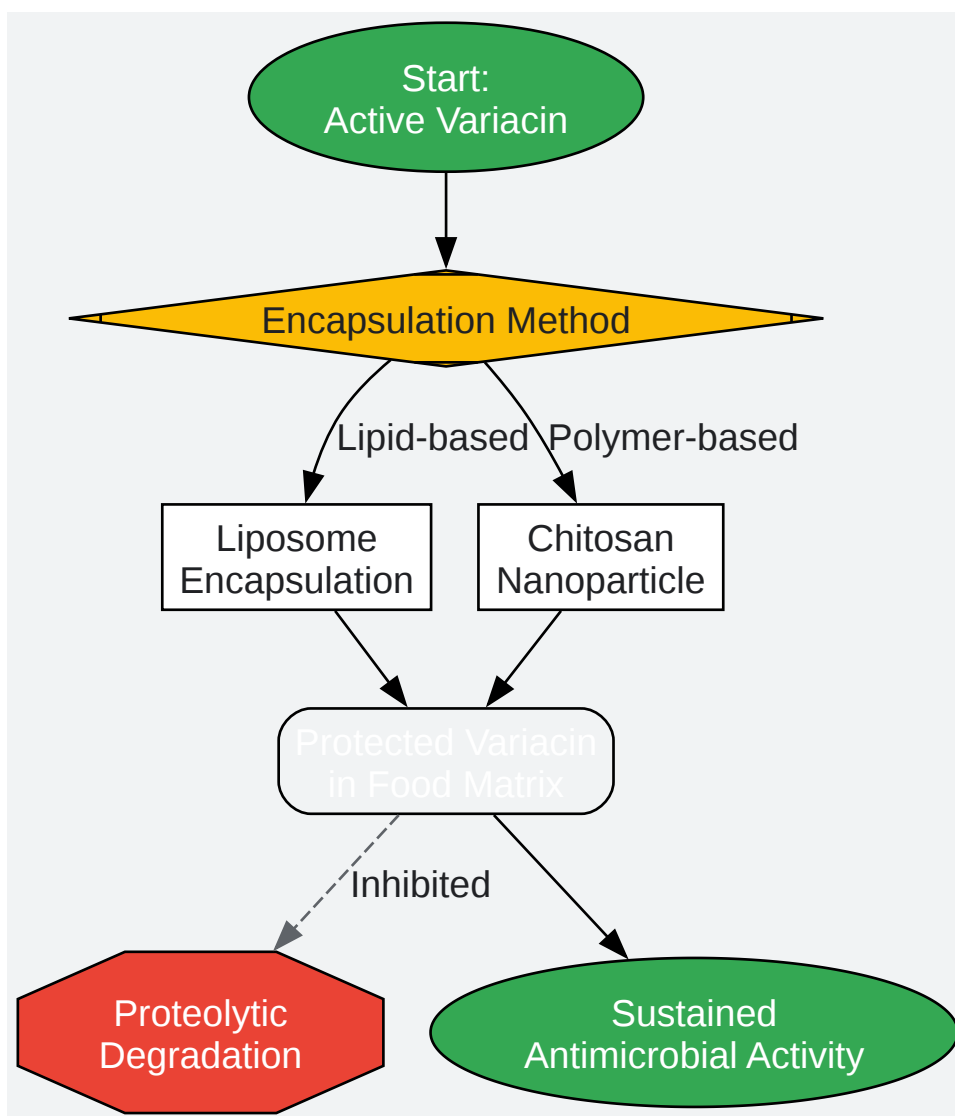 Start:
Active Variacin
Encapsulation Method
Lipid-based
Polymer-based
Liposome
Encapsulation
Chitosan
Nanoparticle
Protected Variacin
in Food Matrix
Inhibited
Proteolytic
Degradation
Sustained
Antimicrobial Activity